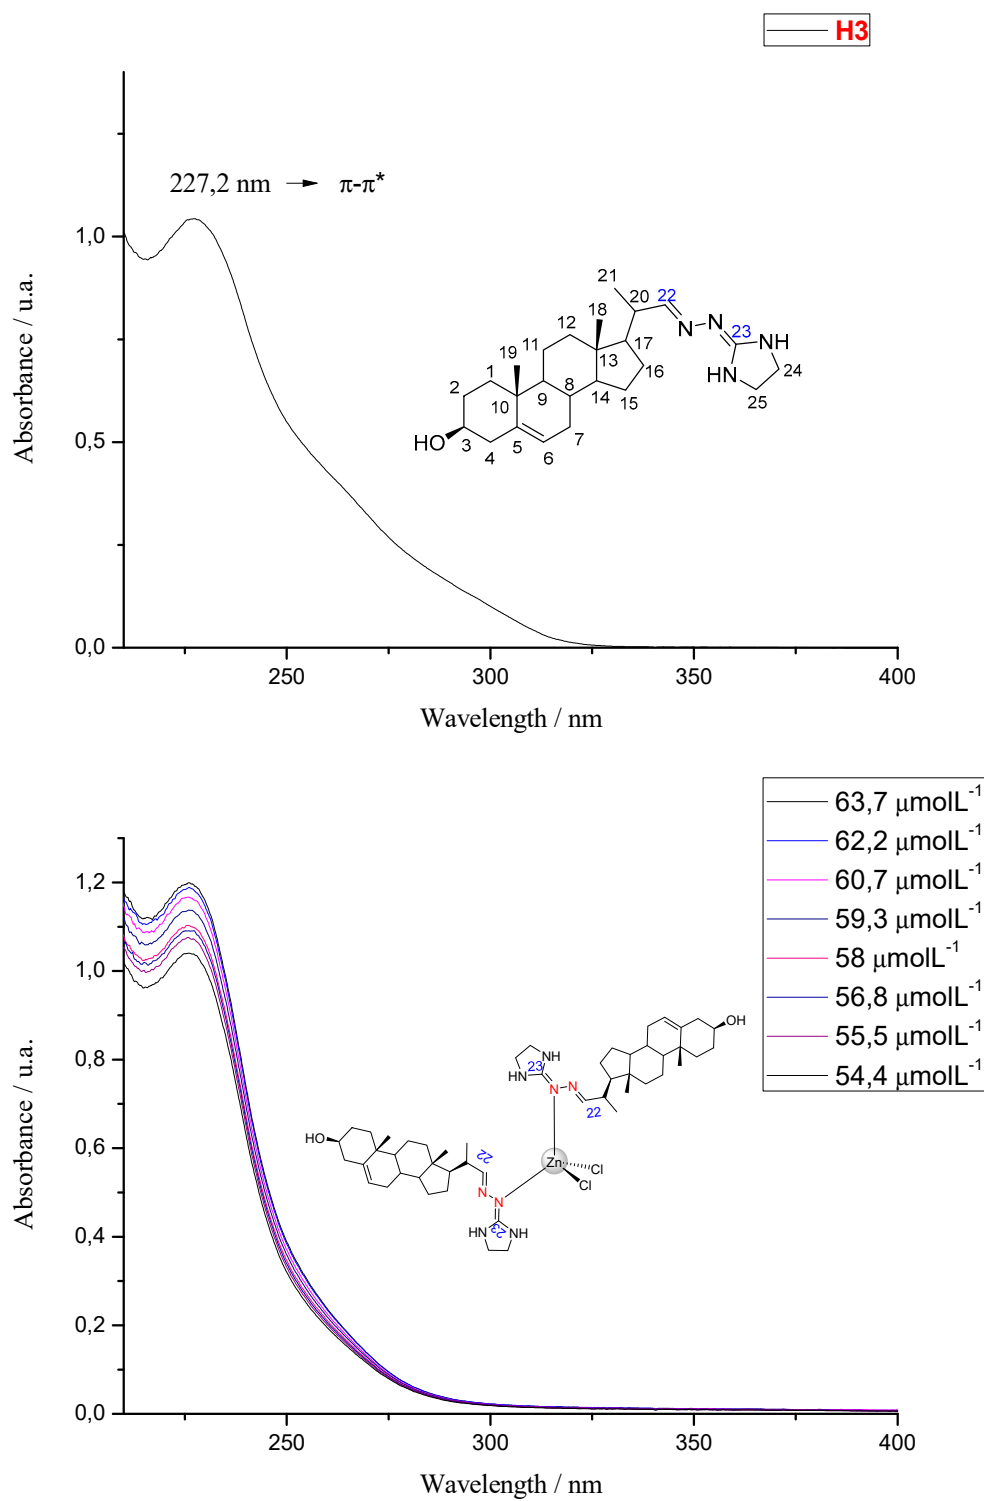 H3
227,2 nm → π-π*
1,0
0,5
0,0
250
300
350
400
Absorbance / u.a.
Wavelength / nm
21
20
22
N
N
23
NH
HN
24
25
18
12
17
19
11
13
16
1
2
9
8
14
15
10
HO
3
4
5
6
7
63,7 μmolL⁻¹
62,2 μmolL⁻¹
60,7 μmolL⁻¹
59,3 μmolL⁻¹
58 μmolL⁻¹
56,8 μmolL⁻¹
55,5 μmolL⁻¹
54,4 μmolL⁻¹
1,2
1,0
0,8
0,6
0,4
0,2
0,0
250
300
350
400
Absorbance / u.a.
Wavelength / nm
OH
NH
23
HN
N
N
22
HO
22
Zn
Cl
Cl
N
N
23
NH
NH